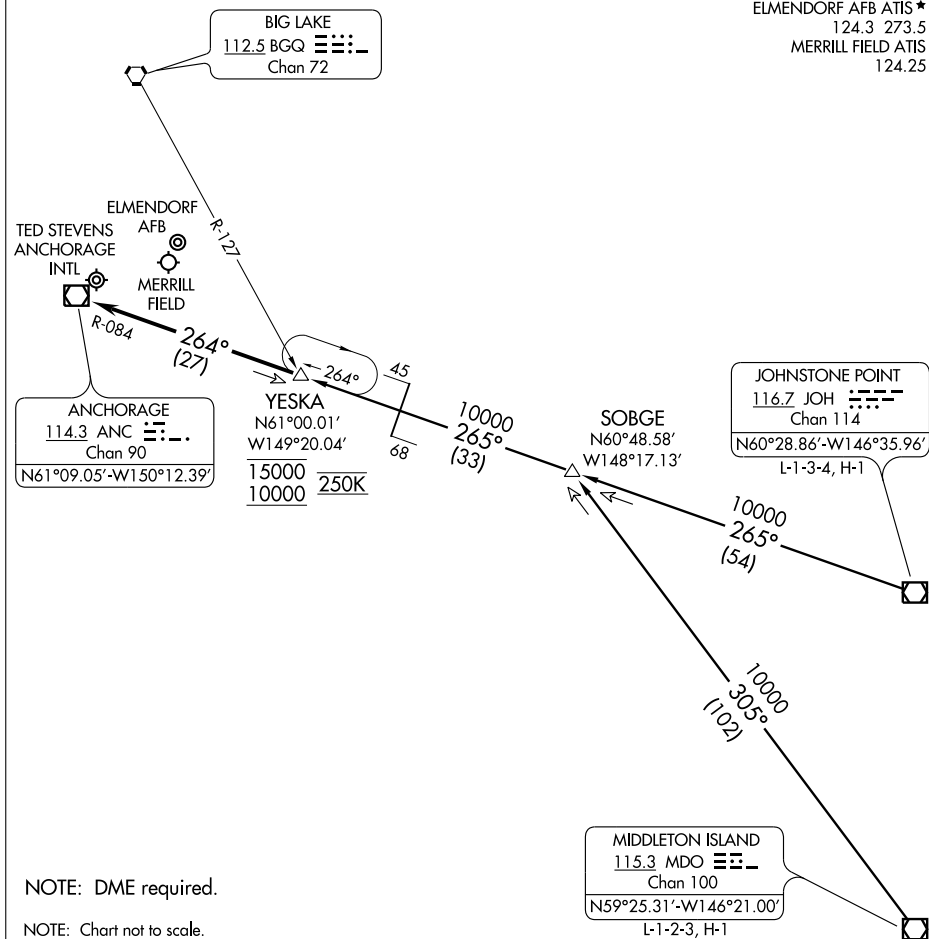 ELMENDORF AFB ATIS★
124.3 273.5
MERRILL FIELD ATIS
124.25
BIG LAKE
112.5 BGQ
Chan 72
R-127
ELMENDORF
AFB
TED STEVENS
ANCHORAGE
INTL
MERRILL
FIELD
R-084
264°
(27)
ANCHORAGE
114.3 ANC
Chan 90
N61°09.05'-W150°12.39'
264°
45
68
YESKA
N61°00.01'
W149°20.04'
15000
10000
250K
10000
265°
(33)
SOBGE
N60°48.58'
W148°17.13'
JOHNSTONE POINT
116.7 JOH
Chan 114
N60°28.86'-W146°35.96'
L-1-3-4, H-1
10000
265°
(54)
10000
305°
(102)
MIDDLETON ISLAND
115.3 MDO
Chan 100
N59°25.31'-W146°21.00'
L-1-2-3, H-1
NOTE: DME required.
NOTE: Chart not to scale.